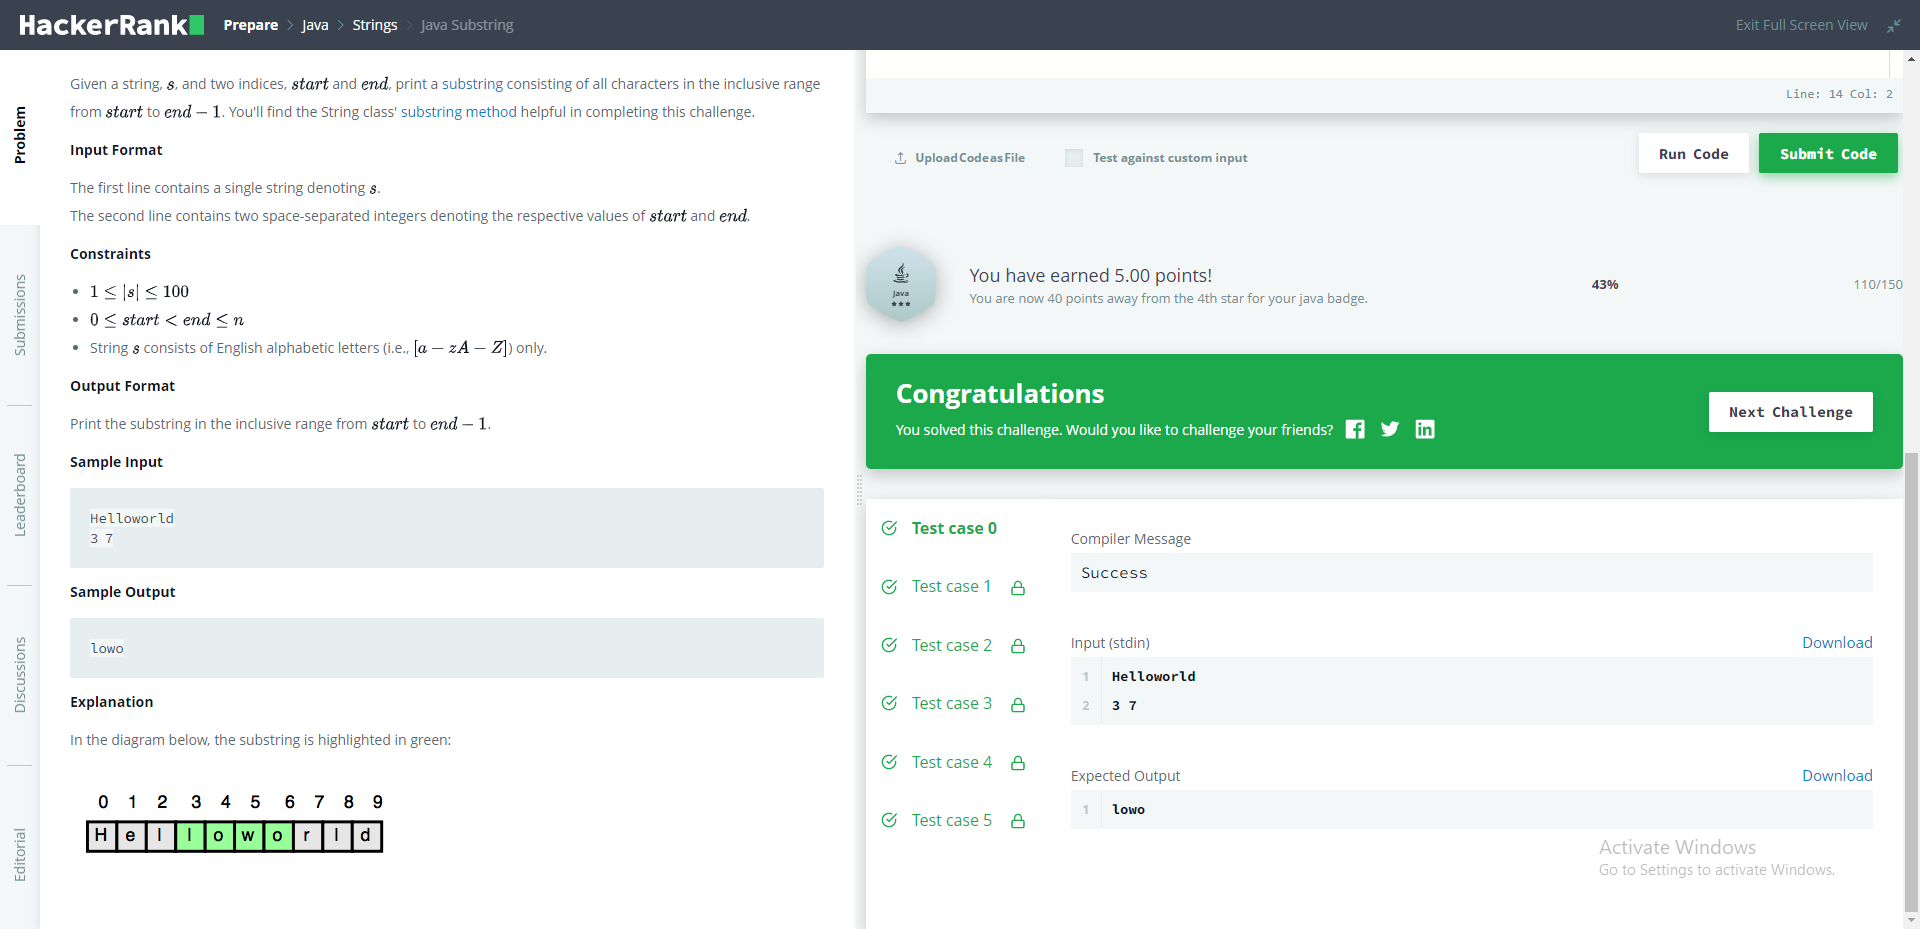 HackerRank Prepare > Java > Strings > Java Substring Exit Full Screen View
Problem
Submissions
Leaderboard
Discussions
Editorial
Given a string, s, and two indices, start and end, print a substring consisting of all characters in the inclusive range
from start to end − 1. You'll find the String class' substring method helpful in completing this challenge.
Input Format
The first line contains a single string denoting s.
The second line contains two space-separated integers denoting the respective values of start and end.
Constraints
• 1 ≤ |s| ≤ 100
• 0 ≤ start < end ≤ n
• String s consists of English alphabetic letters (i.e., [a − zA − Z]) only.
Output Format
Print the substring in the inclusive range from start to end − 1.
Sample Input
Helloworld
3 7
Sample Output
lowo
Explanation
In the diagram below, the substring is highlighted in green:
0 1 2 3 4 5 6 7 8 9
H e l l o w o r l d
Line: 14 Col: 2
Upload Code as File
Test against custom input
Run Code
Submit Code
Java
You have earned 5.00 points!
You are now 40 points away from the 4th star for your java badge.
43%
110/150
Congratulations
You solved this challenge. Would you like to challenge your friends?
Next Challenge
Test case 0
Test case 1
Test case 2
Test case 3
Test case 4
Test case 5
Compiler Message
Success
Input (stdin)
Download
1 Helloworld
2 3 7
Expected Output
Download
1 lowo
Activate Windows
Go to Settings to activate Windows.